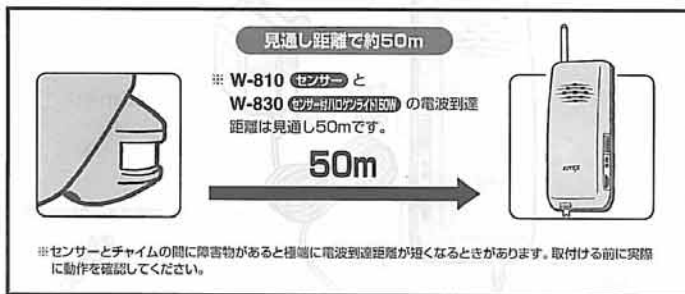 見通し距離で約50m
※ W-810 センサー と
W-830 センサー付ハロゲンライト150W の電波到達
距離は見通し50mです。
50m
※センサーとチャイムの間に障害物があると極端に電波到達距離が短くなるときがあります。取付ける前に実際
に動作を確認してください。